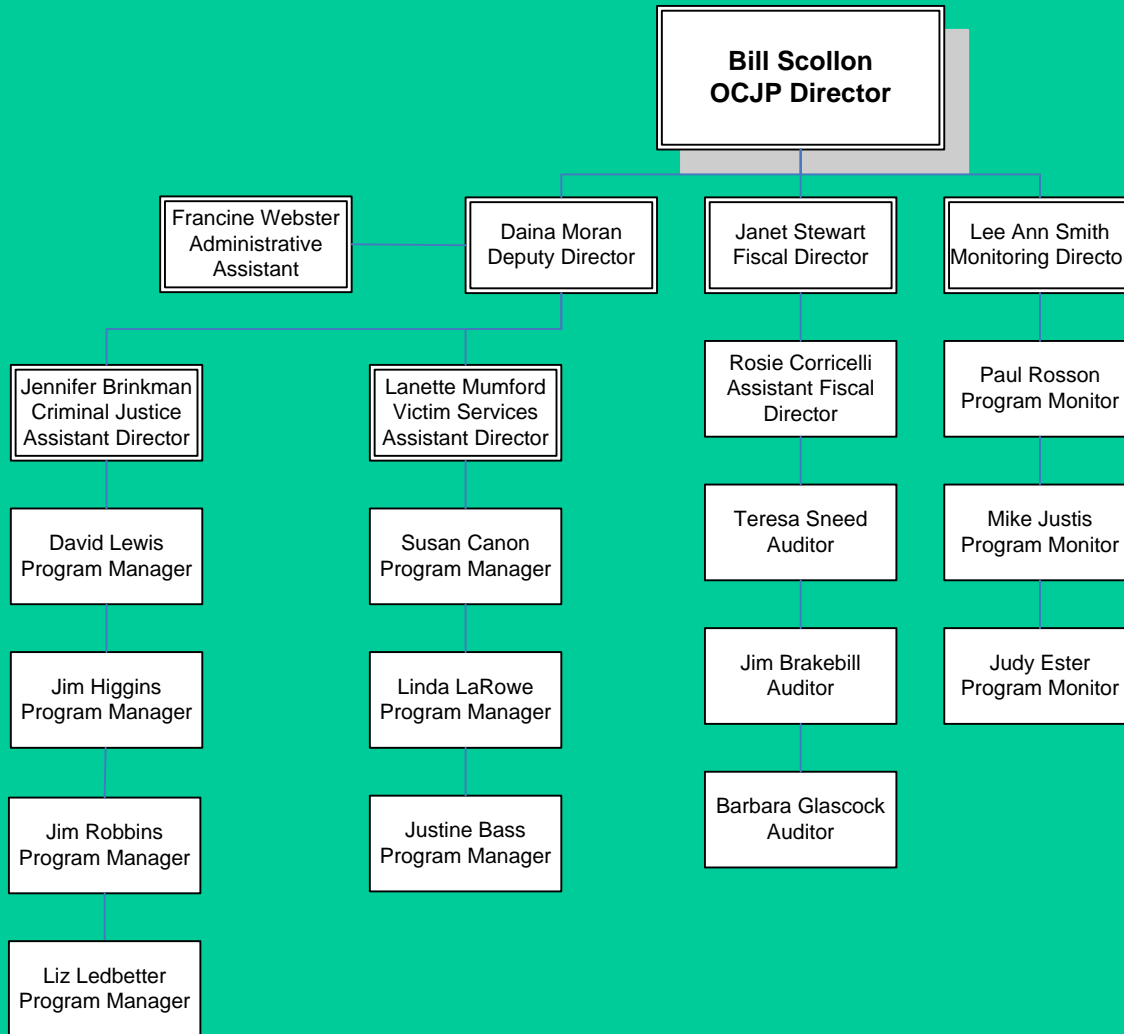 Bill Scollon
OCJP Director
Francine Webster
Administrative
Assistant
Daina Moran
Deputy Director
Janet Stewart
Fiscal Director
Lee Ann Smith
Monitoring Directo
Jennifer Brinkman
Criminal Justice
Assistant Director
Lanette Mumford
Victim Services
Assistant Director
Rosie Corricelli
Assistant Fiscal
Director
Paul Rosson
Program Monitor
David Lewis
Program Manager
Susan Canon
Program Manager
Teresa Sneed
Auditor
Mike Justis
Program Monitor
Jim Higgins
Program Manager
Linda LaRowe
Program Manager
Jim Brakebill
Auditor
Judy Ester
Program Monitor
Jim Robbins
Program Manager
Justine Bass
Program Manager
Barbara Glascock
Auditor
Liz Ledbetter
Program Manager